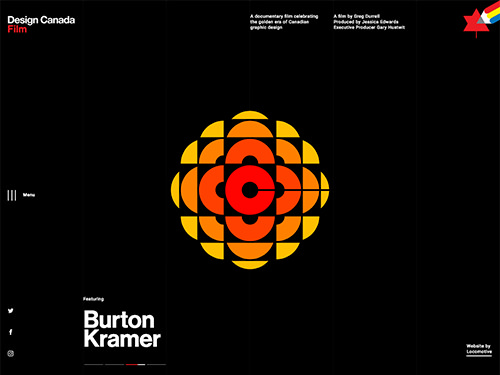 Design Canada
Film
A documentary film celebrating
the golden era of Canadian
graphic design
A film by Greg Durrell
Produced by Jessica Edwards
Executive Producer Gary Hustwit
Menu
Featuring
Burton
Kramer
Website by
Locomotive